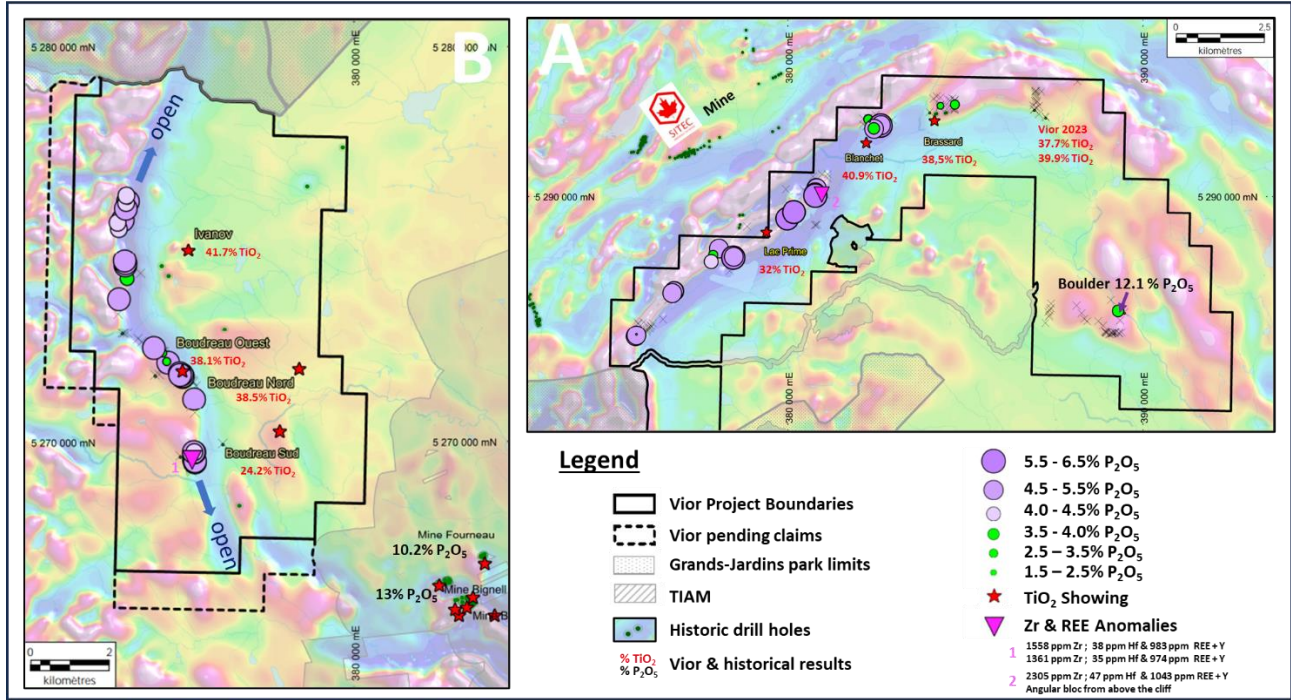 B
5 280 000 mN
5 280 000 mN
380 000 mE
open
Ivanov
41.7% TiO₂
Boudreau Ouest
38.1% TiO₂
Boudreau Nord
38.5% TiO₂
5 270 000 mN
5 270 000 mN
Boudreau Sud
24.2% TiO₂
1
open
Mine Fourneau
10.2% P₂O₅
13% P₂O₅
Mine Bignell
380 000 mE
0 2
kilomètres
A
380 000 mE
390 000 mE
0 2.5
kilomètres
SITEC
Mine
Blanchet
40.9% TiO₂
Brassard
38,5% TiO₂
Vior 2023
37.7% TiO₂
39.9% TiO₂
5 290 000 mN
5 290 000 mN
2
Lac Prime
32% TiO₂
Boulder 12.1 % P₂O₅
380 000 mE
390 000 mE
Legend
Vior Project Boundaries
Vior pending claims
Grands-Jardins park limits
TIAM
Historic drill holes
% TiO₂
% P₂O₅
Vior & historical results
5.5 - 6.5% P₂O₅
4.5 - 5.5% P₂O₅
4.0 - 4.5% P₂O₅
3.5 - 4.0% P₂O₅
2.5 – 3.5% P₂O₅
1.5 – 2.5% P₂O₅
TiO₂ Showing
Zr & REE Anomalies
1
1558 ppm Zr ; 38 ppm Hf & 983 ppm REE + Y
1361 ppm Zr ; 35 ppm Hf & 974 ppm REE + Y
2
2305 ppm Zr ; 47 ppm Hf & 1043 ppm REE + Y
Angular bloc from above the cliff